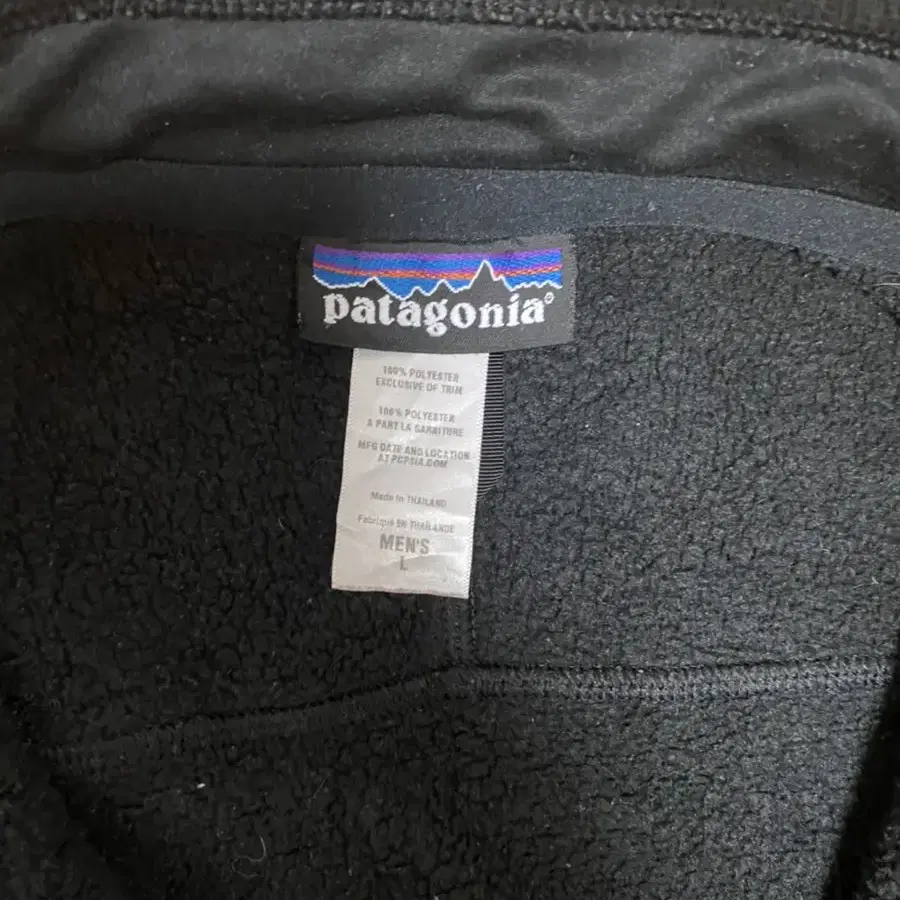 patagonia®
100% POLYESTER
EXCLUSIVE OF TRIM
100% POLYESTER
A PART LA GARNITURE
MFG DATE AND LOCATION
AT PCPSIA.COM
Made in THAILAND
Fabriqué EN THAÏLANDE
MEN'S
L